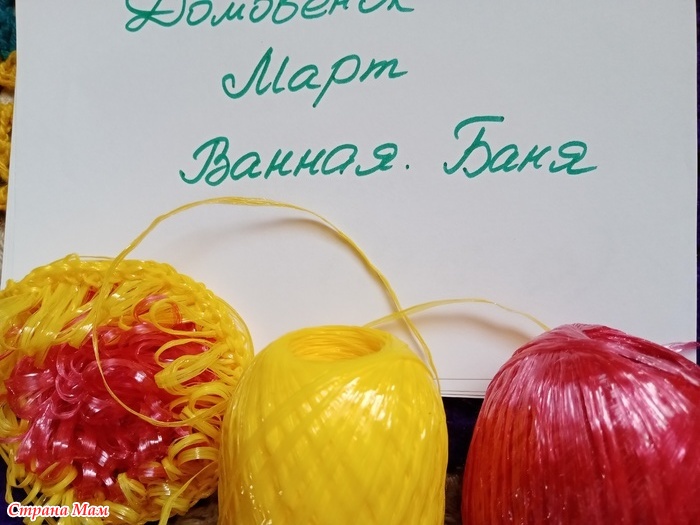 Домовенок
Март
Ванная. Баня
Страна Мам